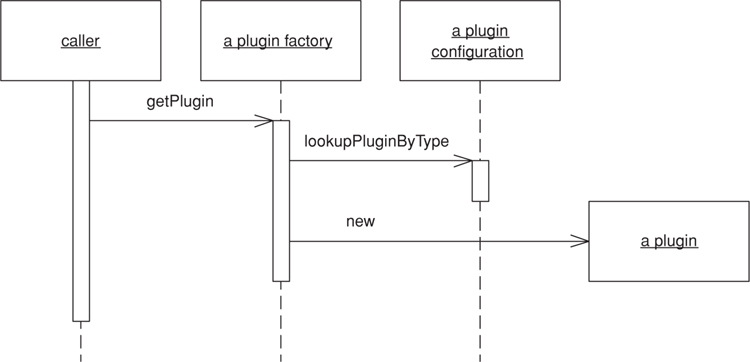 caller
a plugin factory
a plugin
configuration
getPlugin
lookupPluginByType
new
a plugin